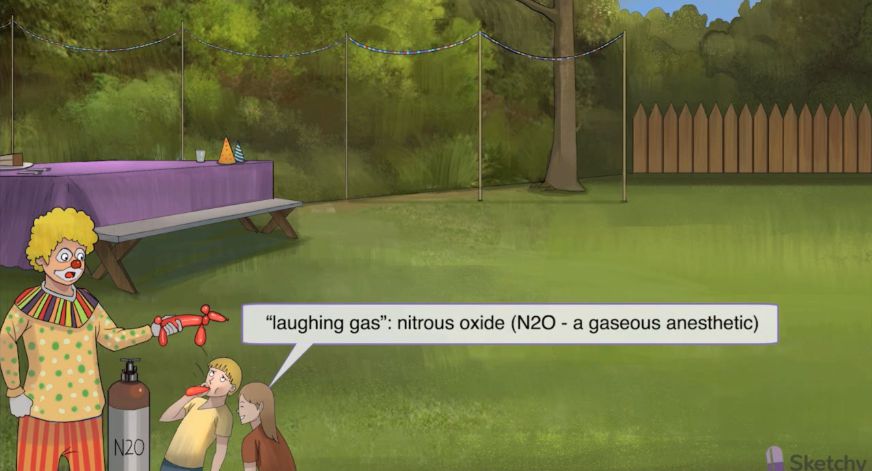 “laughing gas”: nitrous oxide (N2O - a gaseous anesthetic)
N2O
Sketchy